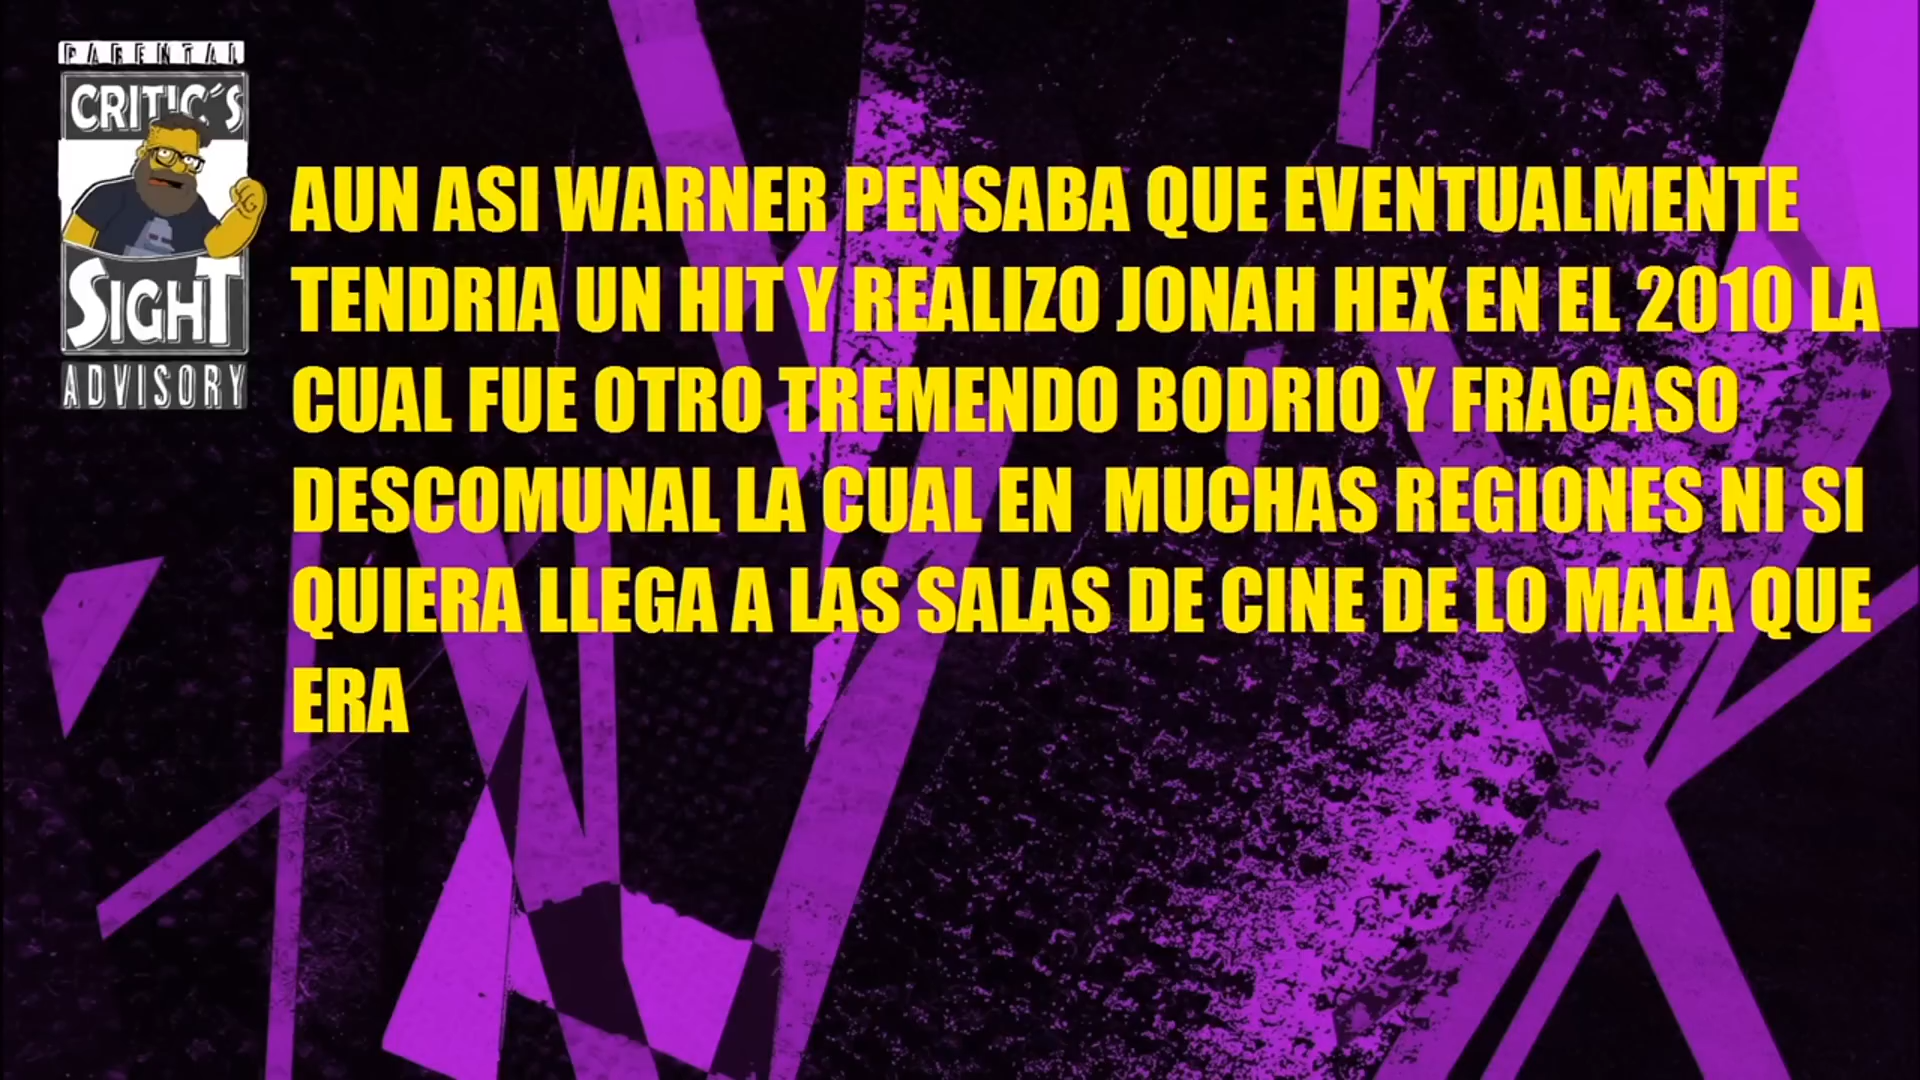 PARENTAL
CRITIC´S
SIGHT
ADVISORY
AUN ASI WARNER PENSABA QUE EVENTUALMENTE
TENDRIA UN HIT Y REALIZO JONAH HEX EN EL 2010 LA
CUAL FUE OTRO TREMENDO BODRIO Y FRACASO
DESCOMUNAL LA CUAL EN  MUCHAS REGIONES NI SI
QUIERA LLEGA A LAS SALAS DE CINE DE LO MALA QUE
ERA